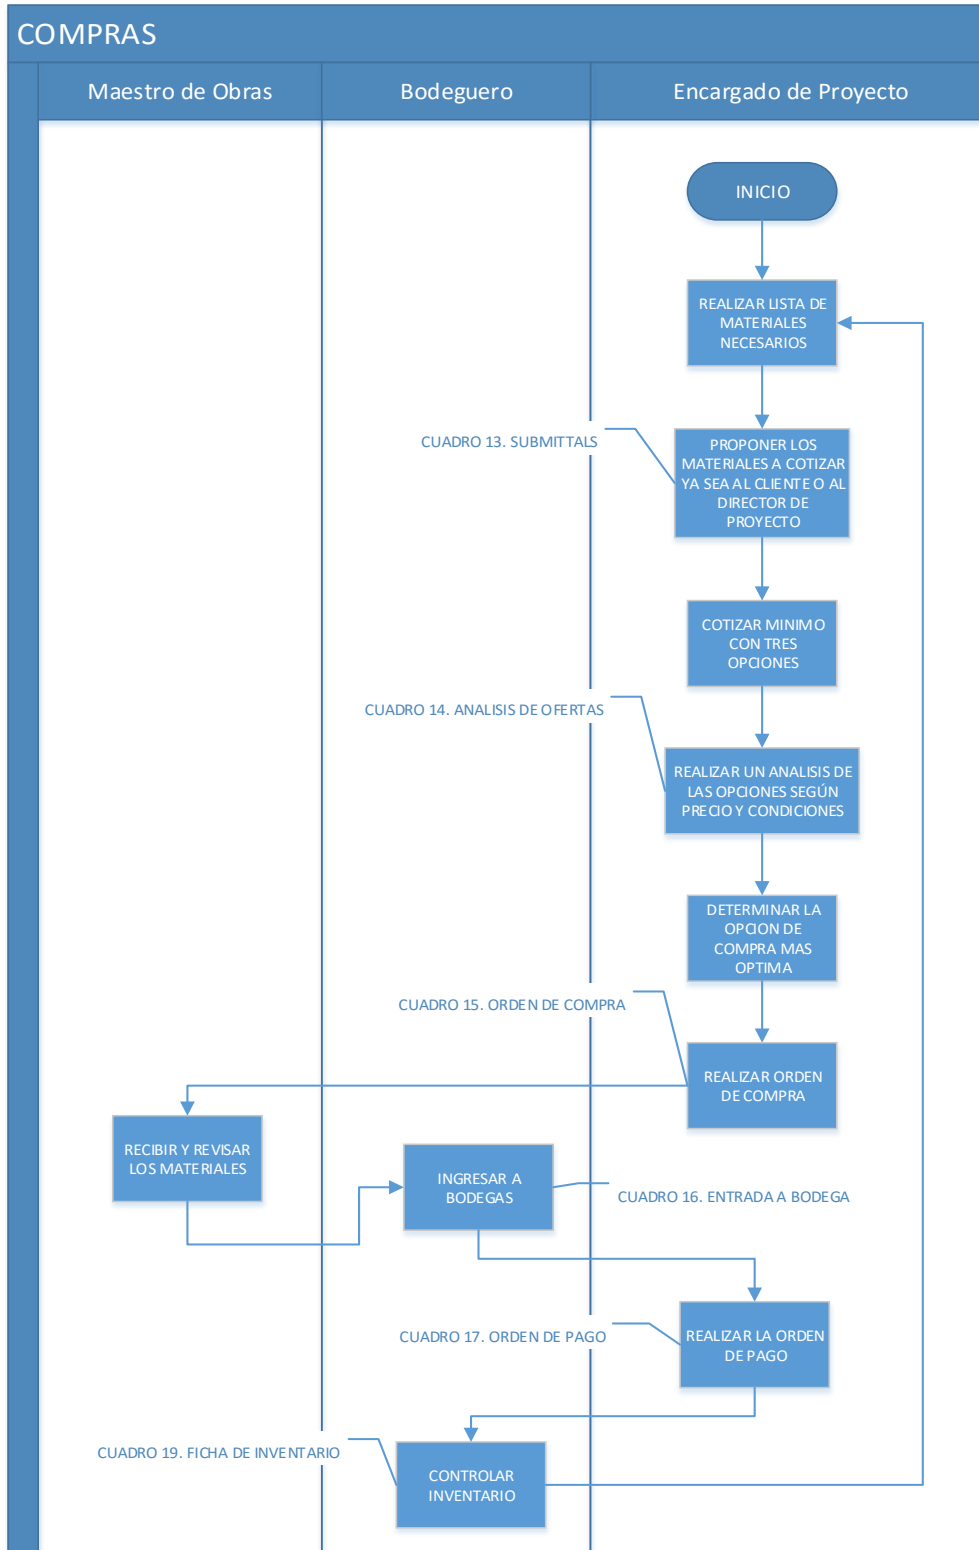 COMPRAS
Maestro de Obras
Bodeguero
Encargado de Proyecto
INICIO
REALIZAR LISTA DE
MATERIALES
NECESARIOS
CUADRO 13. SUBMITTALS
PROPONER LOS
MATERIALES A COTIZAR
YA SEA AL CLIENTE O AL
DIRECTOR DE
PROYECTO
COTIZAR MINIMO
CON TRES
OPCIONES
CUADRO 14. ANALISIS DE OFERTAS
REALIZAR UN ANALISIS DE
LAS OPCIONES SEGÚN
PRECIO Y CONDICIONES
DETERMINAR LA
OPCION DE
COMPRA MAS
OPTIMA
CUADRO 15. ORDEN DE COMPRA
REALIZAR ORDEN
DE COMPRA
RECIBIR Y REVISAR
LOS MATERIALES
INGRESAR A
BODEGAS
CUADRO 16. ENTRADA A BODEGA
CUADRO 17. ORDEN DE PAGO
REALIZAR LA ORDEN
DE PAGO
CUADRO 19. FICHA DE INVENTARIO
CONTROLAR
INVENTARIO